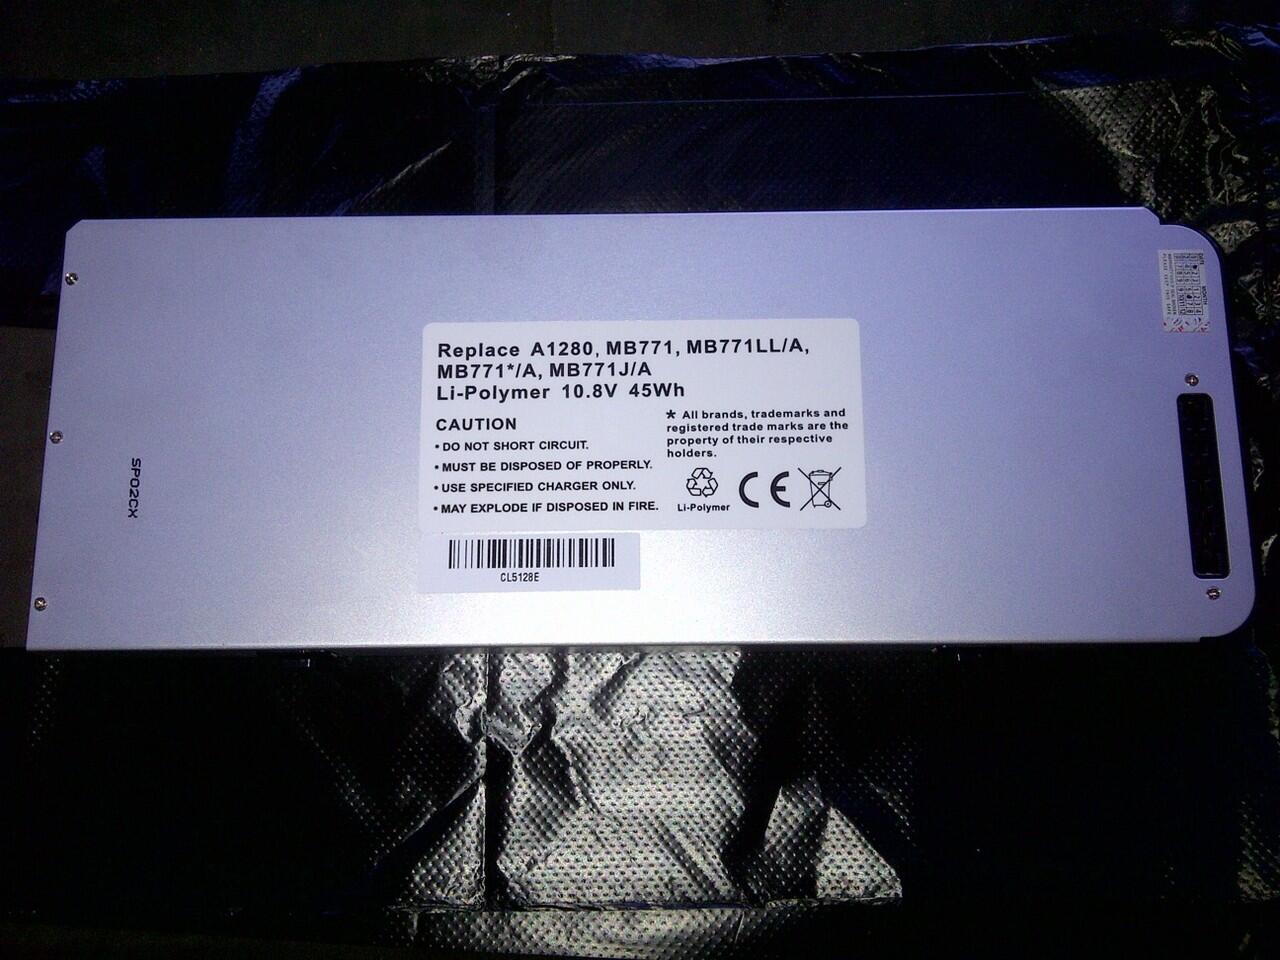 Replace A1280, MB771, MB771LL/A,
MB771*/A, MB771J/A
Li-Polymer 10.8V 45Wh
CAUTION
• DO NOT SHORT CIRCUIT.
• MUST BE DISPOSED OF PROPERLY.
• USE SPECIFIED CHARGER ONLY.
• MAY EXPLODE IF DISPOSED IN FIRE.
* All brands, trademarks and
registered trade marks are the
property of their respective
holders.
Li-Polymer
CE
CL5128E
SP02CX
DATE
MONTH